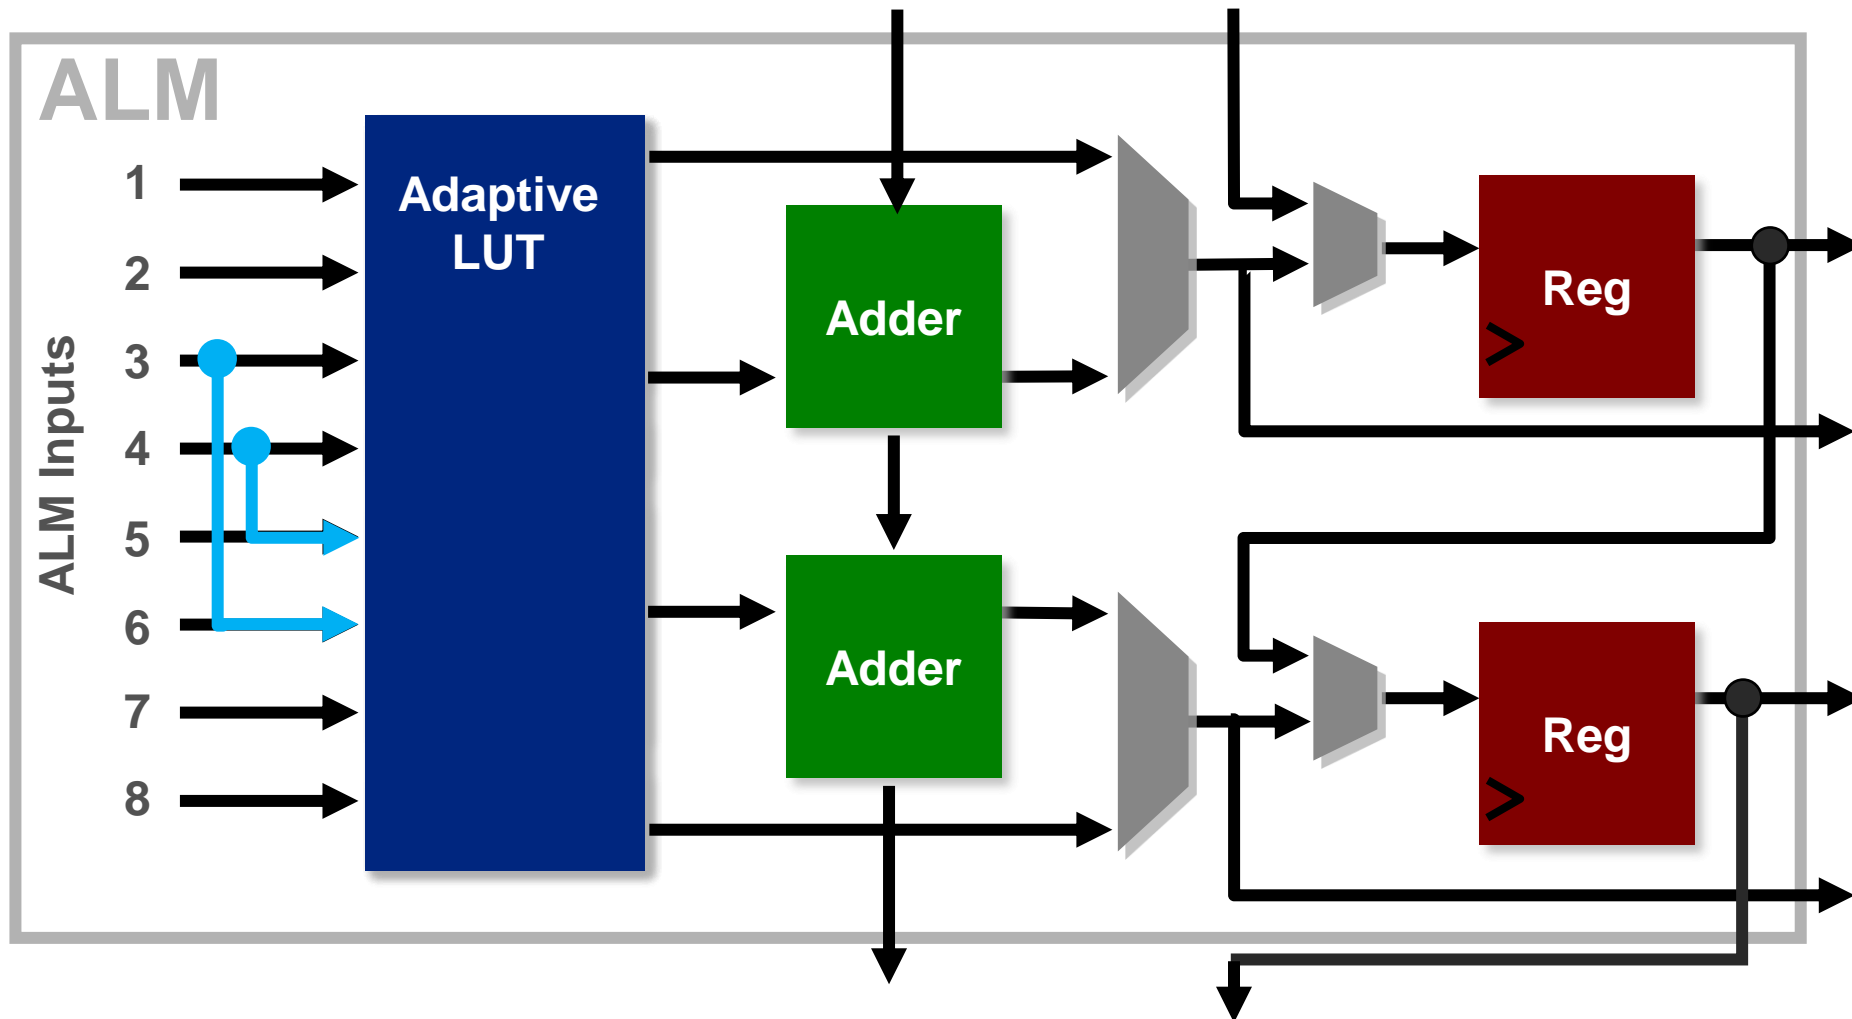 ALM
ALM Inputs
1
2
3
4
5
6
7
8
Adaptive
LUT
Adder
Adder
Reg
>
Reg
>